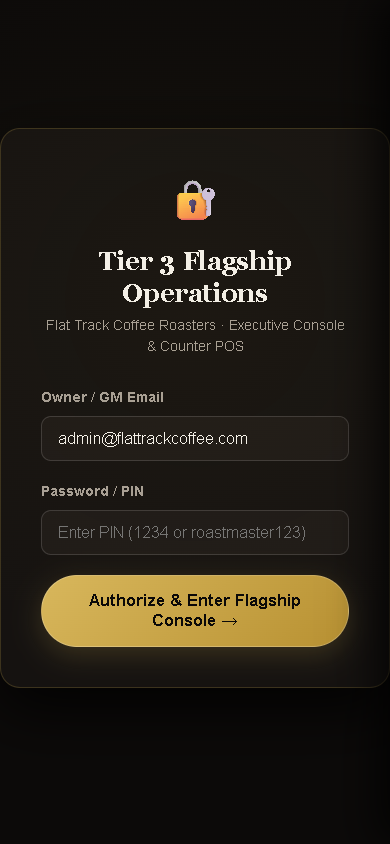 Tier 3 Flagship
Operations
Flat Track Coffee Roasters · Executive Console
& Counter POS
Owner / GM Email
admin@flattrackcoffee.com
Password / PIN
Enter PIN (1234 or roastmaster123)
Authorize & Enter Flagship
Console →